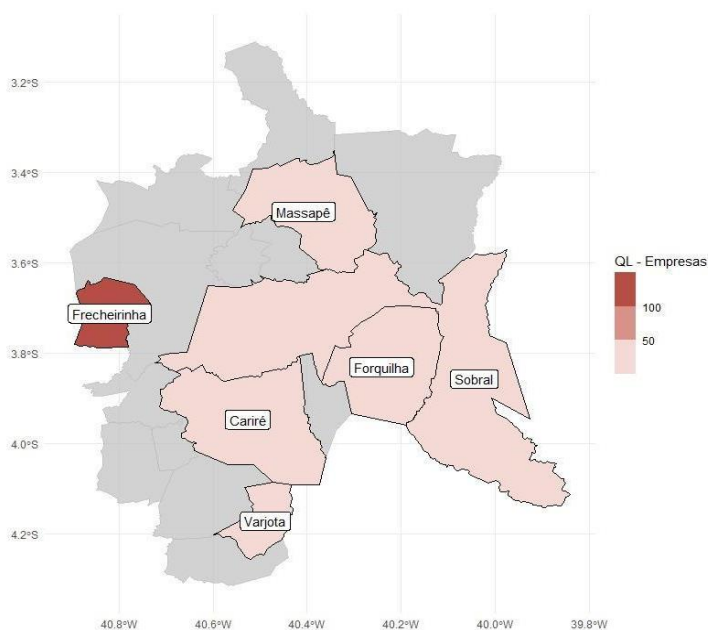 3.2°S
3.4°S
3.6°S
3.8°S
4.0°S
4.2°S
40.8°W
40.6°W
40.4°W
40.2°W
40.0°W
39.8°W
Massapê
Frecheirinha
Forquilha
Sobral
Cariré
Varjota
QL - Empresas
100
50